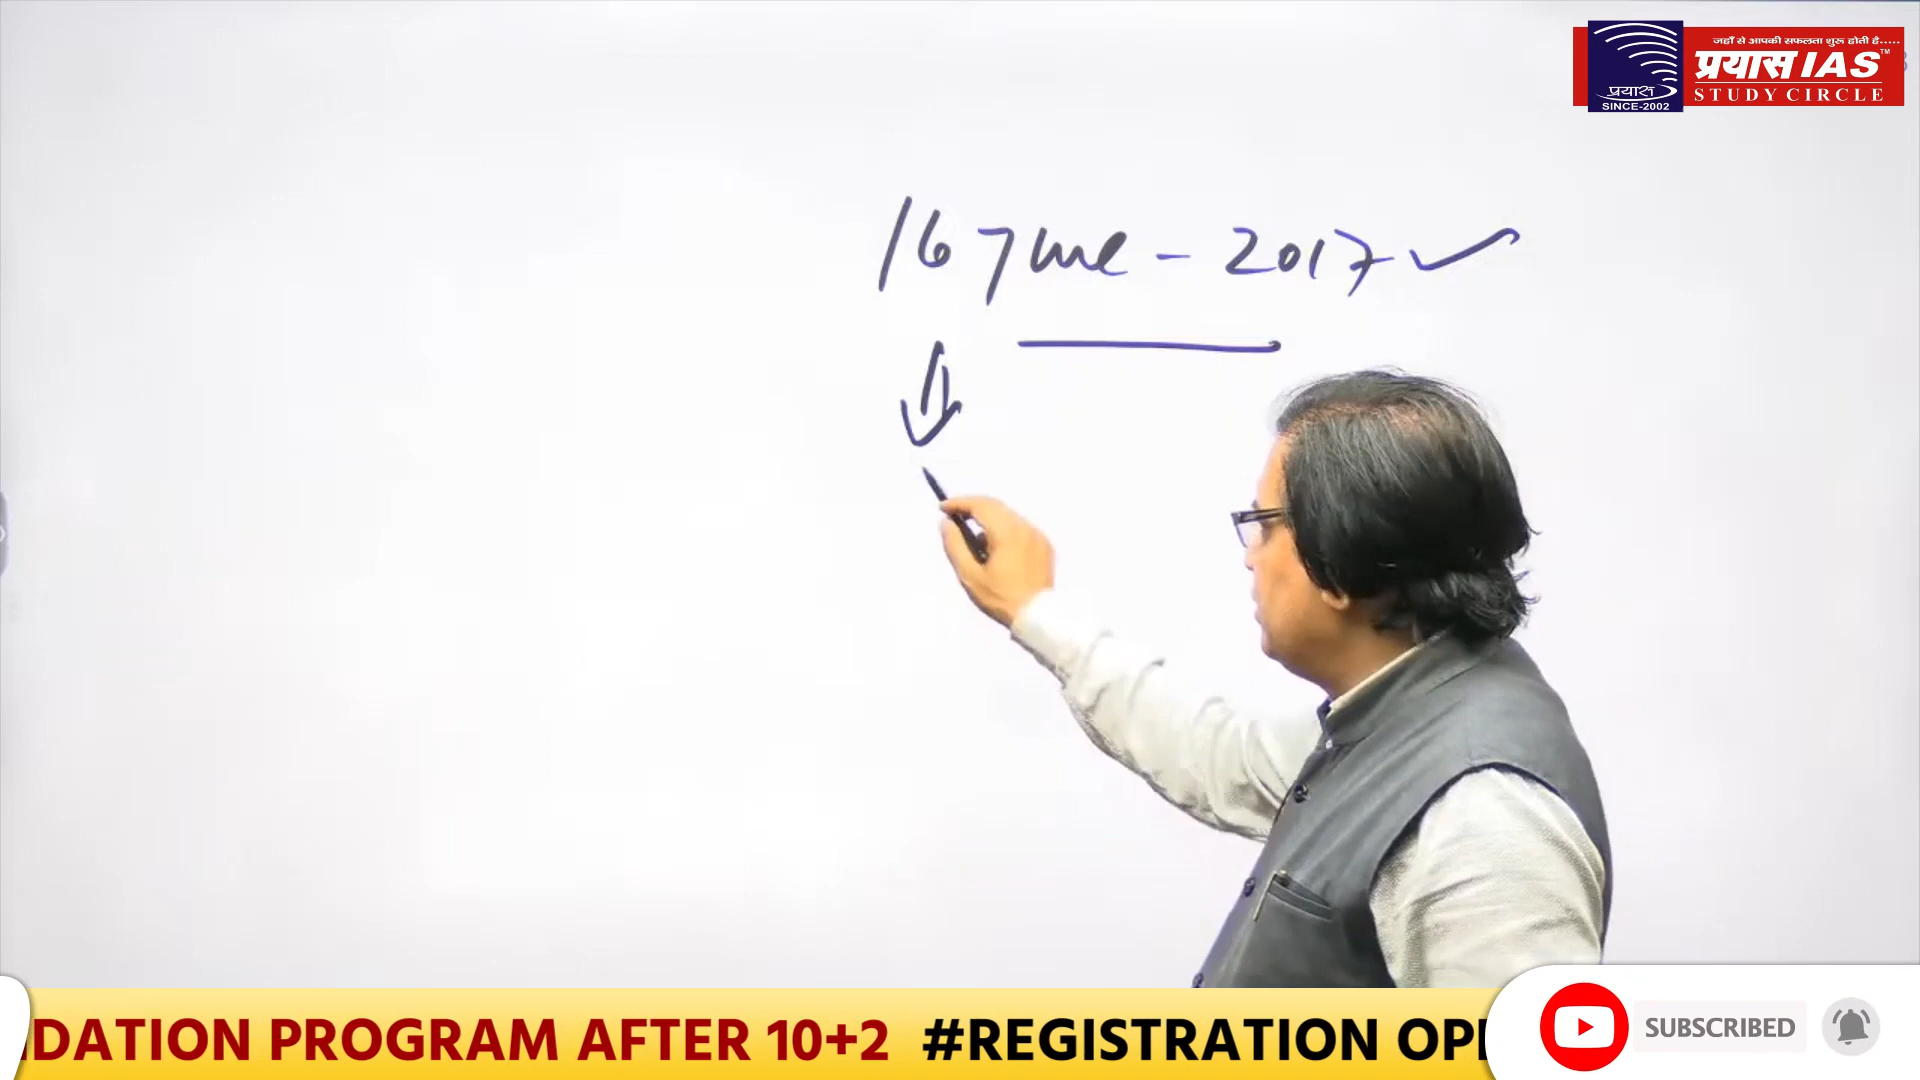 जहाँ से आपकी सफलता शुरू होती है.....
प्रयास IAS™
STUDY CIRCLE
प्रयास
SINCE-2002
16 June - 2017 ✓
DATION PROGRAM AFTER 10+2 #REGISTRATION OP
SUBSCRIBED